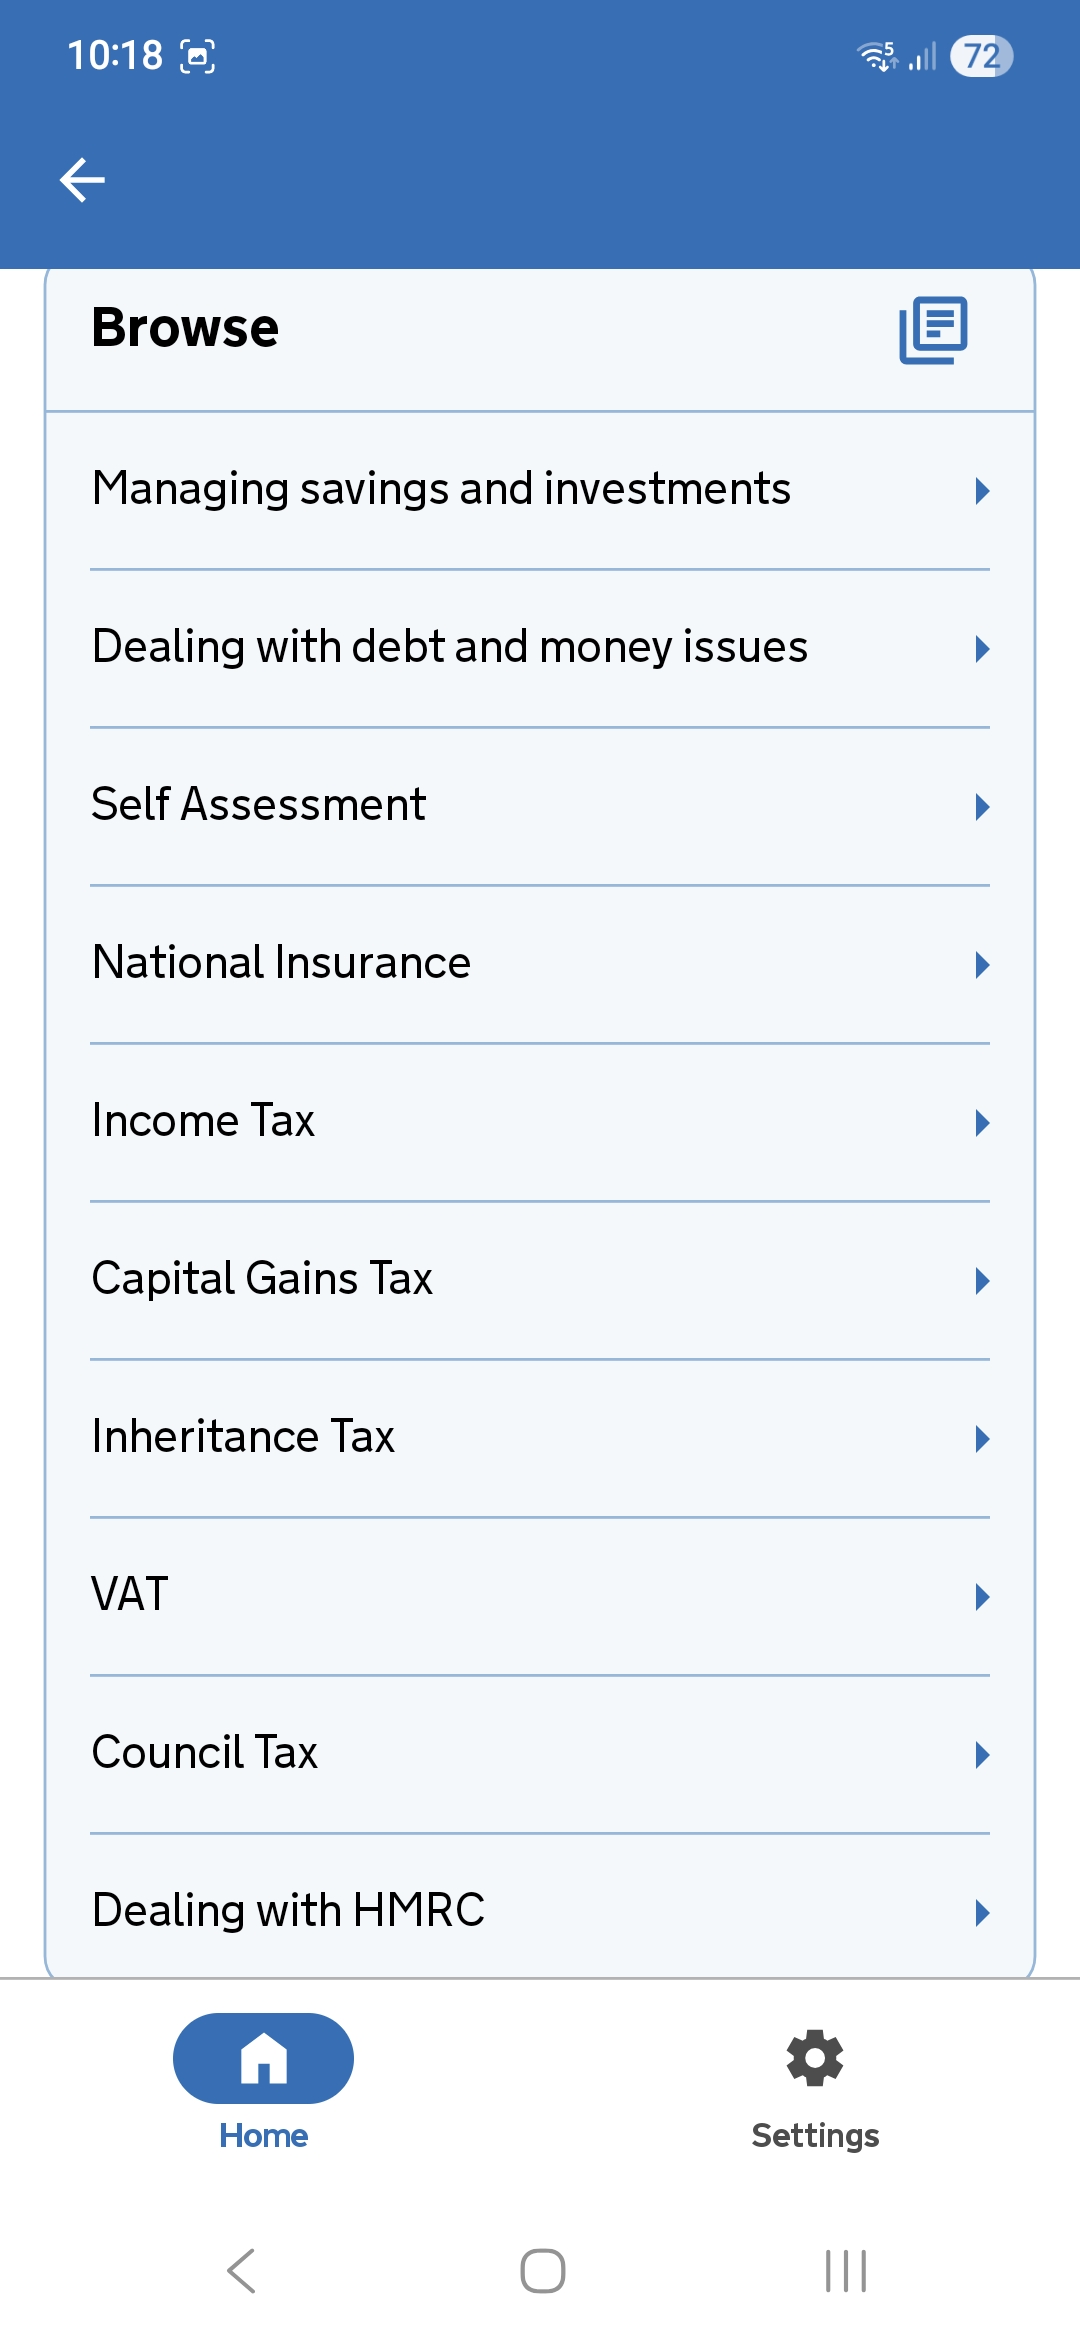 10:18
5
72
Browse
Managing savings and investments
Dealing with debt and money issues
Self Assessment
National Insurance
Income Tax
Capital Gains Tax
Inheritance Tax
VAT
Council Tax
Dealing with HMRC
Home
Settings